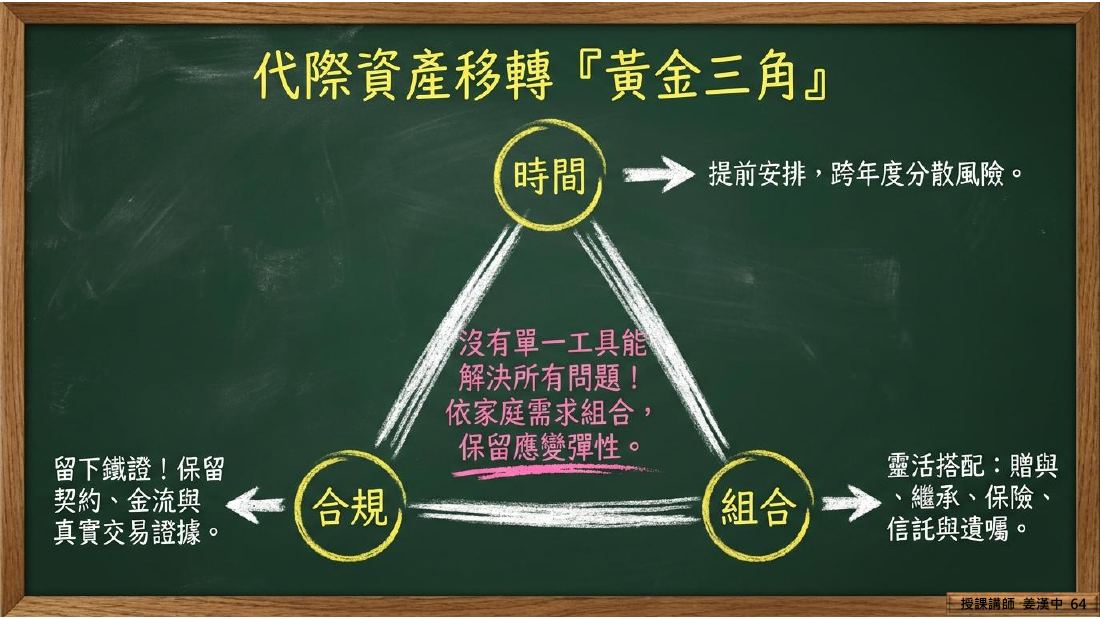 代際資產移轉『黃金三角』
時間
提前安排，跨年度分散風險。
沒有單一工具能
解決所有問題！
依家庭需求組合，
保留應變彈性。
留下鐵證！保留
契約、金流與
真實交易證據。
合規
組合
靈活搭配：贈與
、繼承、保險、
信託與遺囑。
授課講師 姜漢中 64